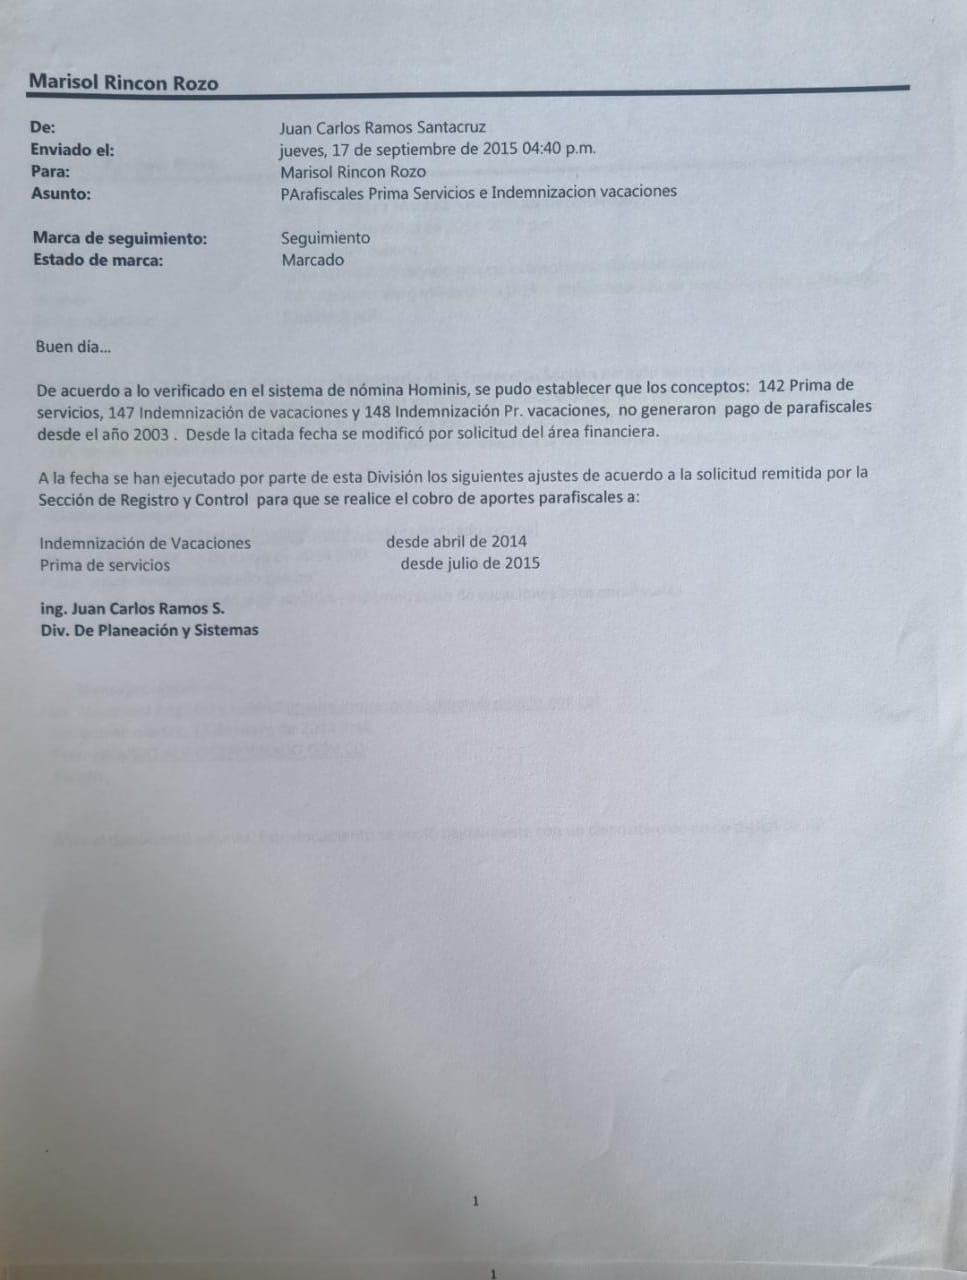 Marisol Rincon Rozo
De: Juan Carlos Ramos Santacruz
Enviado el: jueves, 17 de septiembre de 2015 04:40 p.m.
Para: Marisol Rincon Rozo
Asunto: PArafiscales Prima Servicios e Indemnizacion vacaciones
Marca de seguimiento: Seguimiento
Estado de marca: Marcado
Buen día...
De acuerdo a lo verificado en el sistema de nómina Hominis, se pudo establecer que los conceptos: 142 Prima de
servicios, 147 Indemnización de vacaciones y 148 Indemnización Pr. vacaciones, no generaron pago de parafiscales
desde el año 2003 . Desde la citada fecha se modificó por solicitud del área financiera.
A la fecha se han ejecutado por parte de esta División los siguientes ajustes de acuerdo a la solicitud remitida por la
Sección de Registro y Control para que se realice el cobro de aportes parafiscales a:
Indemnización de Vacaciones desde abril de 2014
Prima de servicios desde julio de 2015
ing. Juan Carlos Ramos S.
Div. De Planeación y Sistemas
1
1